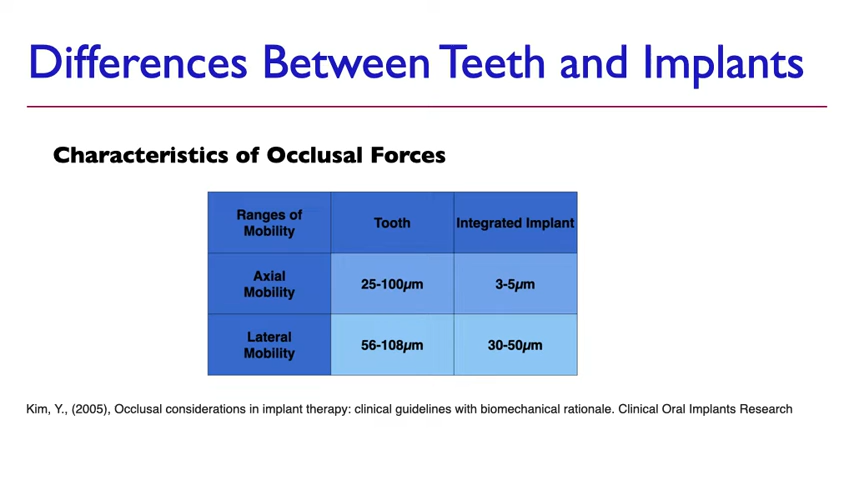 Differences Between Teeth and Implants
Characteristics of Occlusal Forces
Ranges of
Mobility
Tooth
Integrated Implant
Axial
Mobility
25-100µm
3-5µm
Lateral
Mobility
56-108µm
30-50µm
Kim, Y., (2005), Occlusal considerations in implant therapy: clinical guidelines with biomechanical rationale. Clinical Oral Implants Research